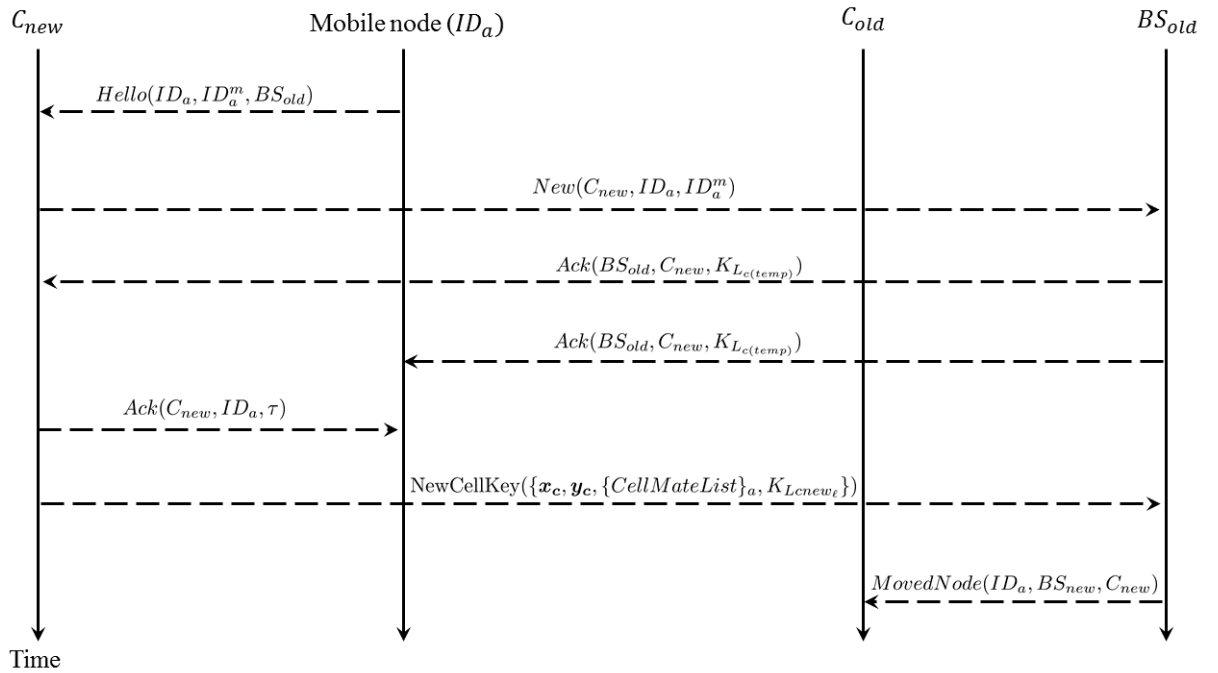 C_{new} Mobile node (ID_a) C_{old} BS_{old}
Hello(ID_a, ID_a^m, BS_{old})
New(C_{new}, ID_a, ID_a^m)
Ack(BS_{old}, C_{new}, K_{L_{c(temp)}})
Ack(BS_{old}, C_{new}, K_{L_{c(temp)}})
Ack(C_{new}, ID_a, τ)
NewCellKey({x_c, y_c, {CellMateList}_a, K_{Lcnew_ℓ}})
MovedNode(ID_a, BS_{new}, C_{new})
Time